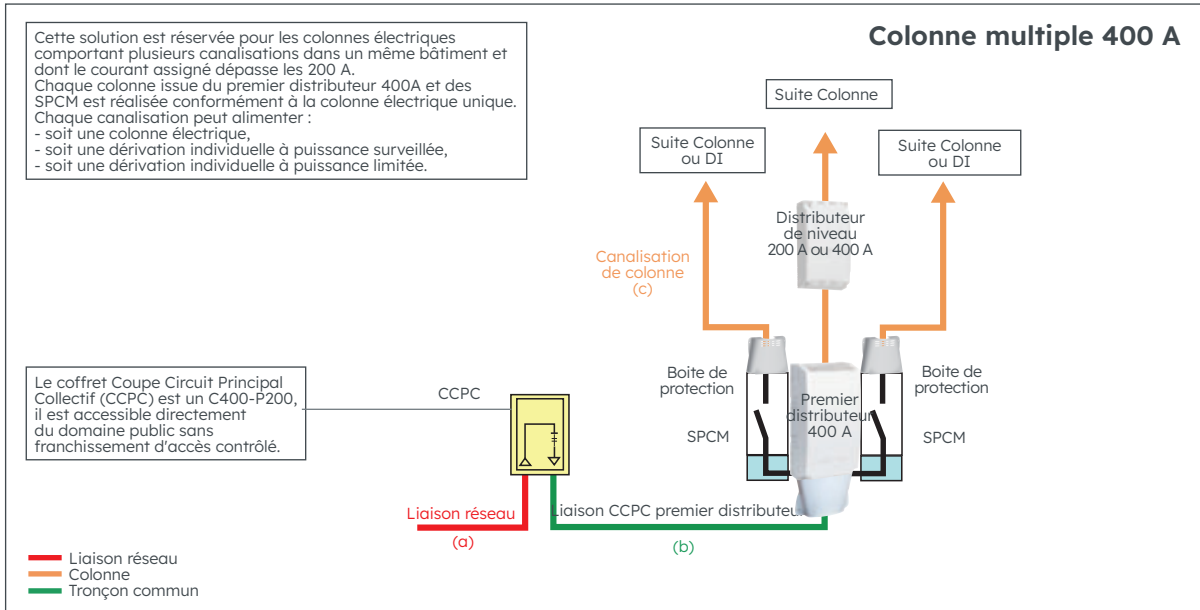 Colonne multiple 400 A
Cette solution est réservée pour les colonnes électriques
comportant plusieurs canalisations dans un même bâtiment et
dont le courant assigné dépasse les 200 A.
Chaque colonne issue du premier distributeur 400A et des
SPCM est réalisée conformément à la colonne électrique unique.
Chaque canalisation peut alimenter :
- soit une colonne électrique,
- soit une dérivation individuelle à puissance surveillée,
- soit une dérivation individuelle à puissance limitée.
Suite Colonne
Suite Colonne
ou DI
Suite Colonne
ou DI
Distributeur
de niveau
200 A ou 400 A
Canalisation
de colonne
(c)
Boite de
protection
SPCM
Premier
distributeur
400 A
Boite de
protection
SPCM
Le coffret Coupe Circuit Principal
Collectif (CCPC) est un C400-P200,
il est accessible directement
du domaine public sans
franchissement d'accès contrôlé.
CCPC
Liaison réseau
(a)
Liaison CCPC premier distributeur
(b)
Liaison réseau
Colonne
Tronçon commun